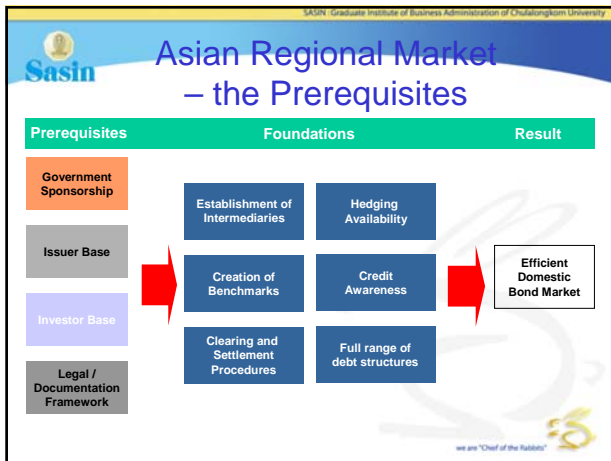 SASIN : Graduate Institute of Business Administration of Chulalongkorn University
Sasin
Asian Regional Market
– the Prerequisites
Prerequisites
Foundations
Result
Government
Sponsorship
Issuer Base
Investor Base
Legal /
Documentation
Framework
Establishment of
Intermediaries
Hedging
Availability
Creation of
Benchmarks
Credit
Awareness
Clearing and
Settlement
Procedures
Full range of
debt structures
Efficient
Domestic
Bond Market
we are "Chief of the Rabbits"